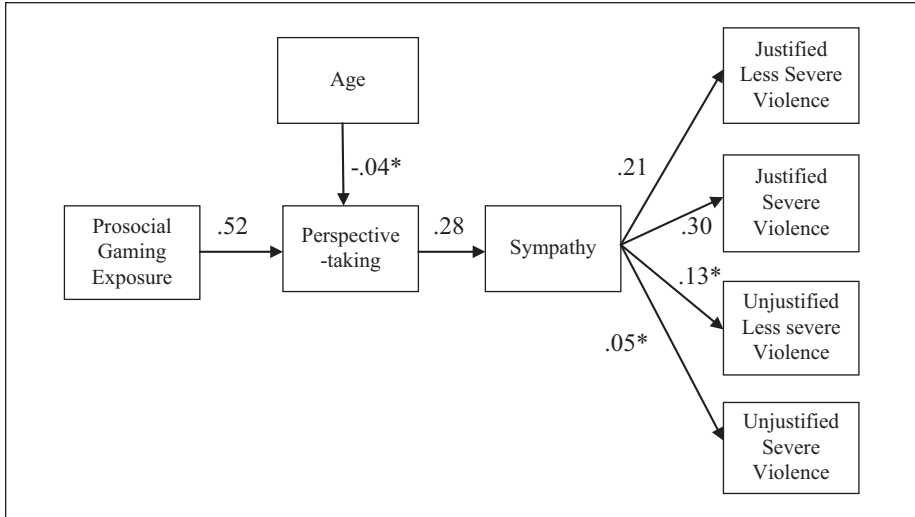 Age
-.04*
Prosocial
Gaming
Exposure
.52
Perspective
-taking
.28
Sympathy
.21
.30
.13*
.05*
Justified
Less Severe
Violence
Justified
Severe
Violence
Unjustified
Less severe
Violence
Unjustified
Severe
Violence